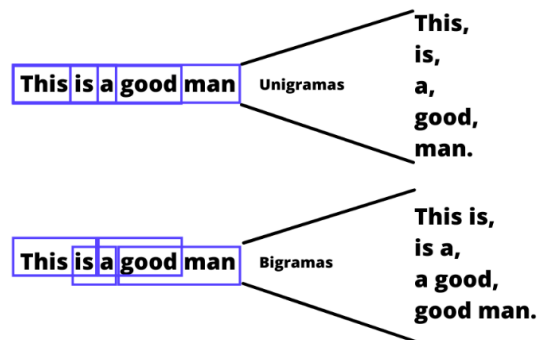 This is a good man
Unigramas
This,
is,
a,
good,
man.
This is a good man
Bigramas
This is,
is a,
a good,
good man.